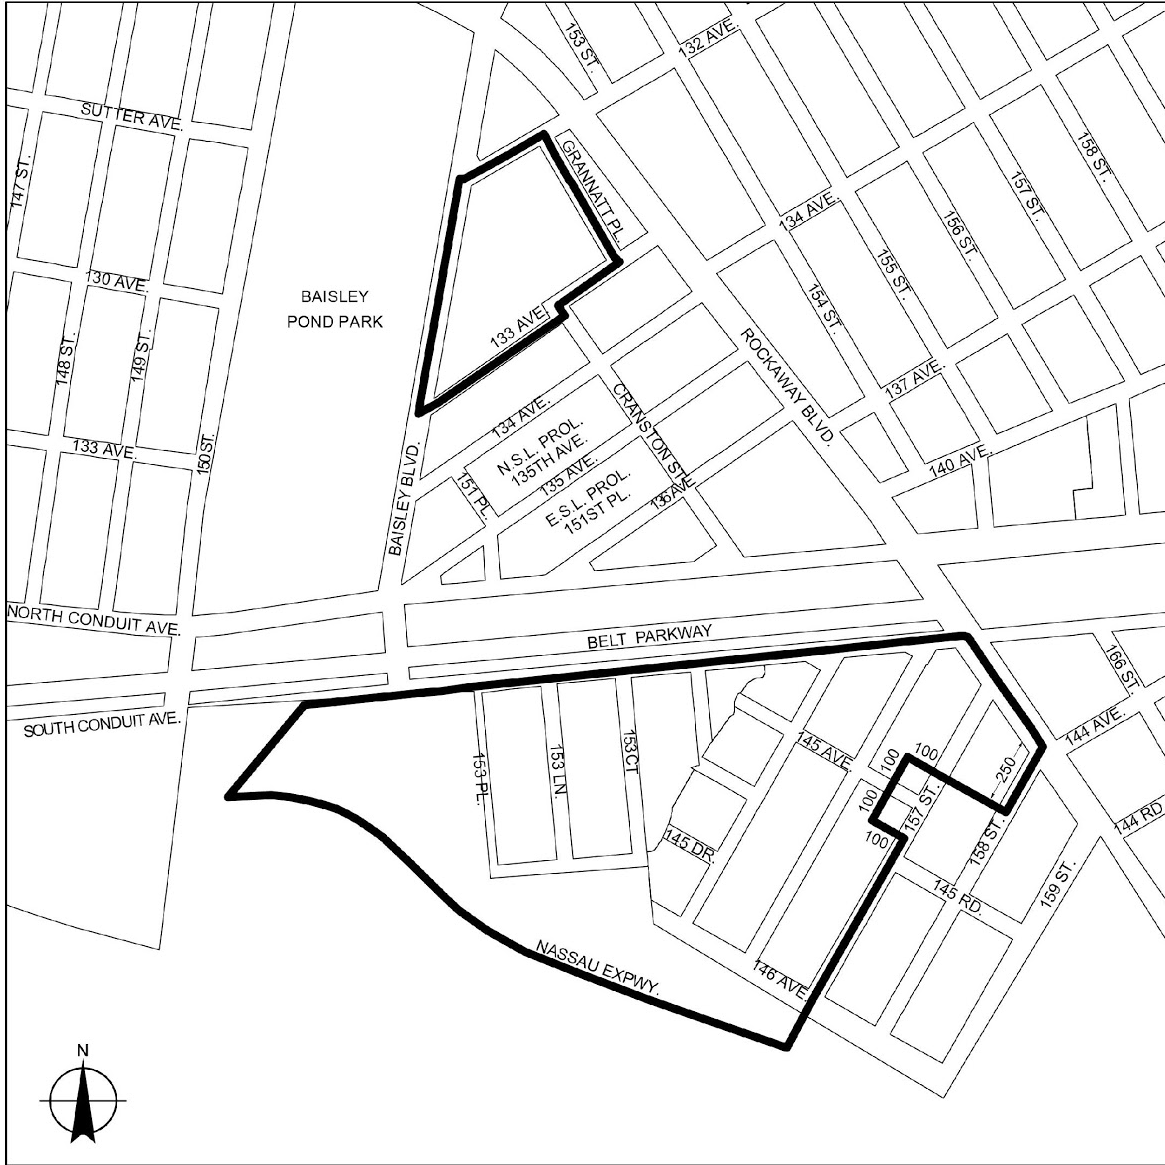 153 ST.
132 AVE.
SUTTER AVE.
147 ST.
GRANNATT PL.
158 ST.
157 ST.
134 AVE.
156 ST.
155 ST.
130 AVE.
BAISLEY
POND PARK
154 ST.
133 AVE.
148 ST.
149 ST.
ROCKAWAY BLVD.
137 AVE.
134 AVE.
CRANSTON ST.
N.S.L. PROL.
135TH AVE.
133 AVE.
150 ST.
140 AVE.
135 AVE.
151 PL.
E.S.L. PROL.
151ST PL.
136 AVE
BAISLEY BLVD.
NORTH CONDUIT AVE.
BELT PARKWAY
166 ST.
SOUTH CONDUIT AVE.
144 AVE.
145 AVE.
100
100
250
153 PL.
153 LN.
153 CT
100
157 ST.
100
144 RD
145 DR.
158 ST.
159 ST.
145 RD.
NASSAU EXPWY.
146 AVE.
N